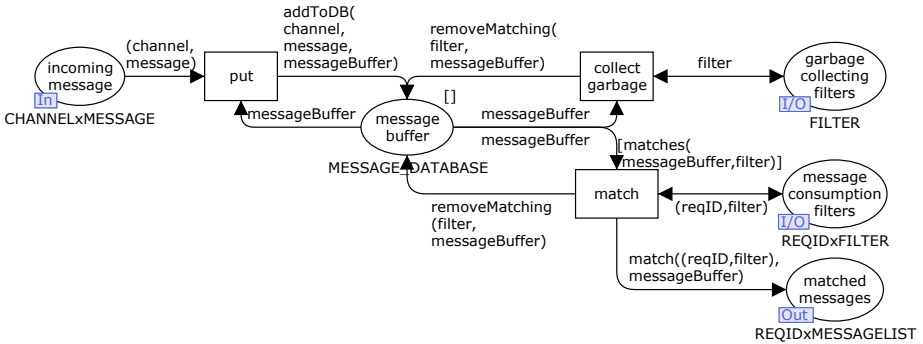 incoming
message
In
CHANNELxMESSAGE
(channel,
message)
put
addToDB(
channel,
message,
messageBuffer)
messageBuffer
removeMatching(
filter,
messageBuffer)
[]
message
buffer
MESSAGE_DATABASE
collect
garbage
messageBuffer
messageBuffer
filter
garbage
collecting
filters
I/O
FILTER
[matches(
messageBuffer,filter)]
match
removeMatching
(filter,
messageBuffer)
(reqID,filter)
message
consumption
filters
I/O
REQIDxFILTER
match((reqID,filter),
messageBuffer)
matched
messages
Out
REQIDxMESSAGELIST